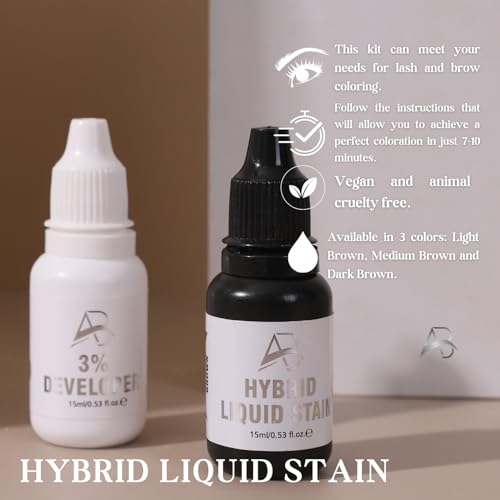 This kit can meet your
needs for lash and brow
coloring.
Follow the instructions that
will allow you to achieve a
perfect coloration in just 7-10
minutes.
Vegan and animal
cruelty free.
Available in 3 colors: Light
Brown, Medium Brown and
Dark Brown.
AB
AB
3%
DEVELOPER
15ml/0.53 fl oz.℮
AB
HYBRID
LIQUID STAIN
15ml/0.53 fl oz.℮
HYBRID LIQUID STAIN